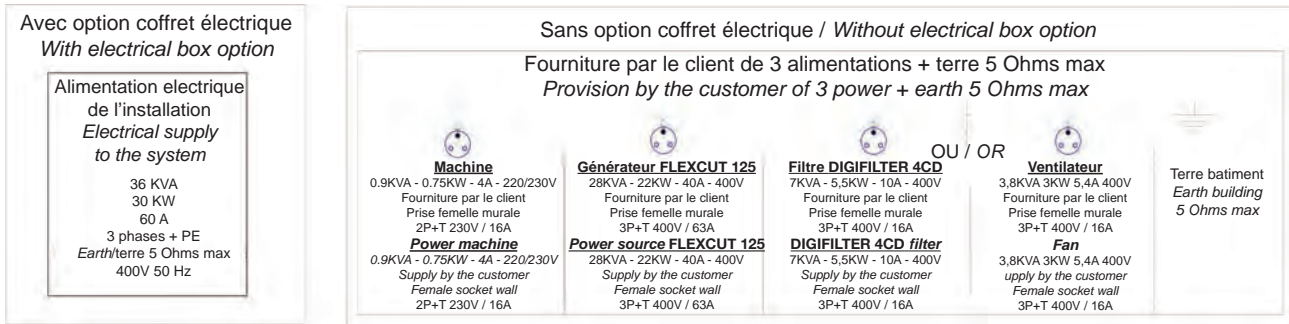 Avec option coffret électrique
With electrical box option
Alimentation electrique
de l'installation
Electrical supply
to the system
36 KVA
30 KW
60 A
3 phases + PE
Earth/terre 5 Ohms max
400V 50 Hz
Sans option coffret électrique / Without electrical box option
Fourniture par le client de 3 alimentations + terre 5 Ohms max
Provision by the customer of 3 power + earth 5 Ohms max
Machine
0.9KVA - 0.75KW - 4A - 220/230V
Fourniture par le client
Prise femelle murale
2P+T 230V / 16A
Power machine
0.9KVA - 0.75KW - 4A - 220/230V
Supply by the customer
Female socket wall
2P+T 230V / 16A
Générateur FLEXCUT 125
28KVA - 22KW - 40A - 400V
Fourniture par le client
Prise femelle murale
3P+T 400V / 63A
Power source FLEXCUT 125
28KVA - 22KW - 40A - 400V
Supply by the customer
Female socket wall
3P+T 400V / 63A
Filtre DIGIFILTER 4CD
7KVA - 5,5KW - 10A - 400V
Fourniture par le client
Prise femelle murale
3P+T 400V / 16A
DIGIFILTER 4CD filter
7KVA - 5,5KW - 10A - 400V
Supply by the customer
Female socket wall
3P+T 400V / 16A
OU / OR
Ventilateur
3,8KVA 3KW 5,4A 400V
Fourniture par le client
Prise femelle murale
3P+T 400V / 16A
Fan
3,8KVA 3KW 5,4A 400V
upply by the customer
Female socket wall
3P+T 400V / 16A
Terre batiment
Earth building
5 Ohms max